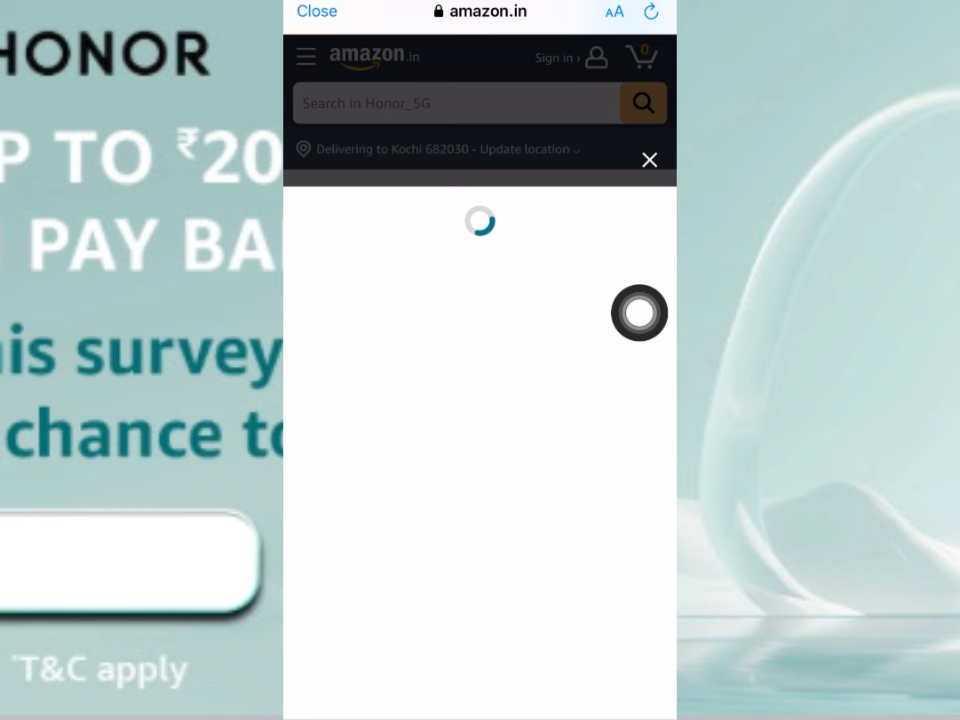 HONOR
P TO ₹20
PAY BA
is survey
chance to
*T&C apply
Close
amazon.in
AA
amazon.in
Sign in ›
0
Search in Honor_5G
Delivering to Kochi 682030 - Update location